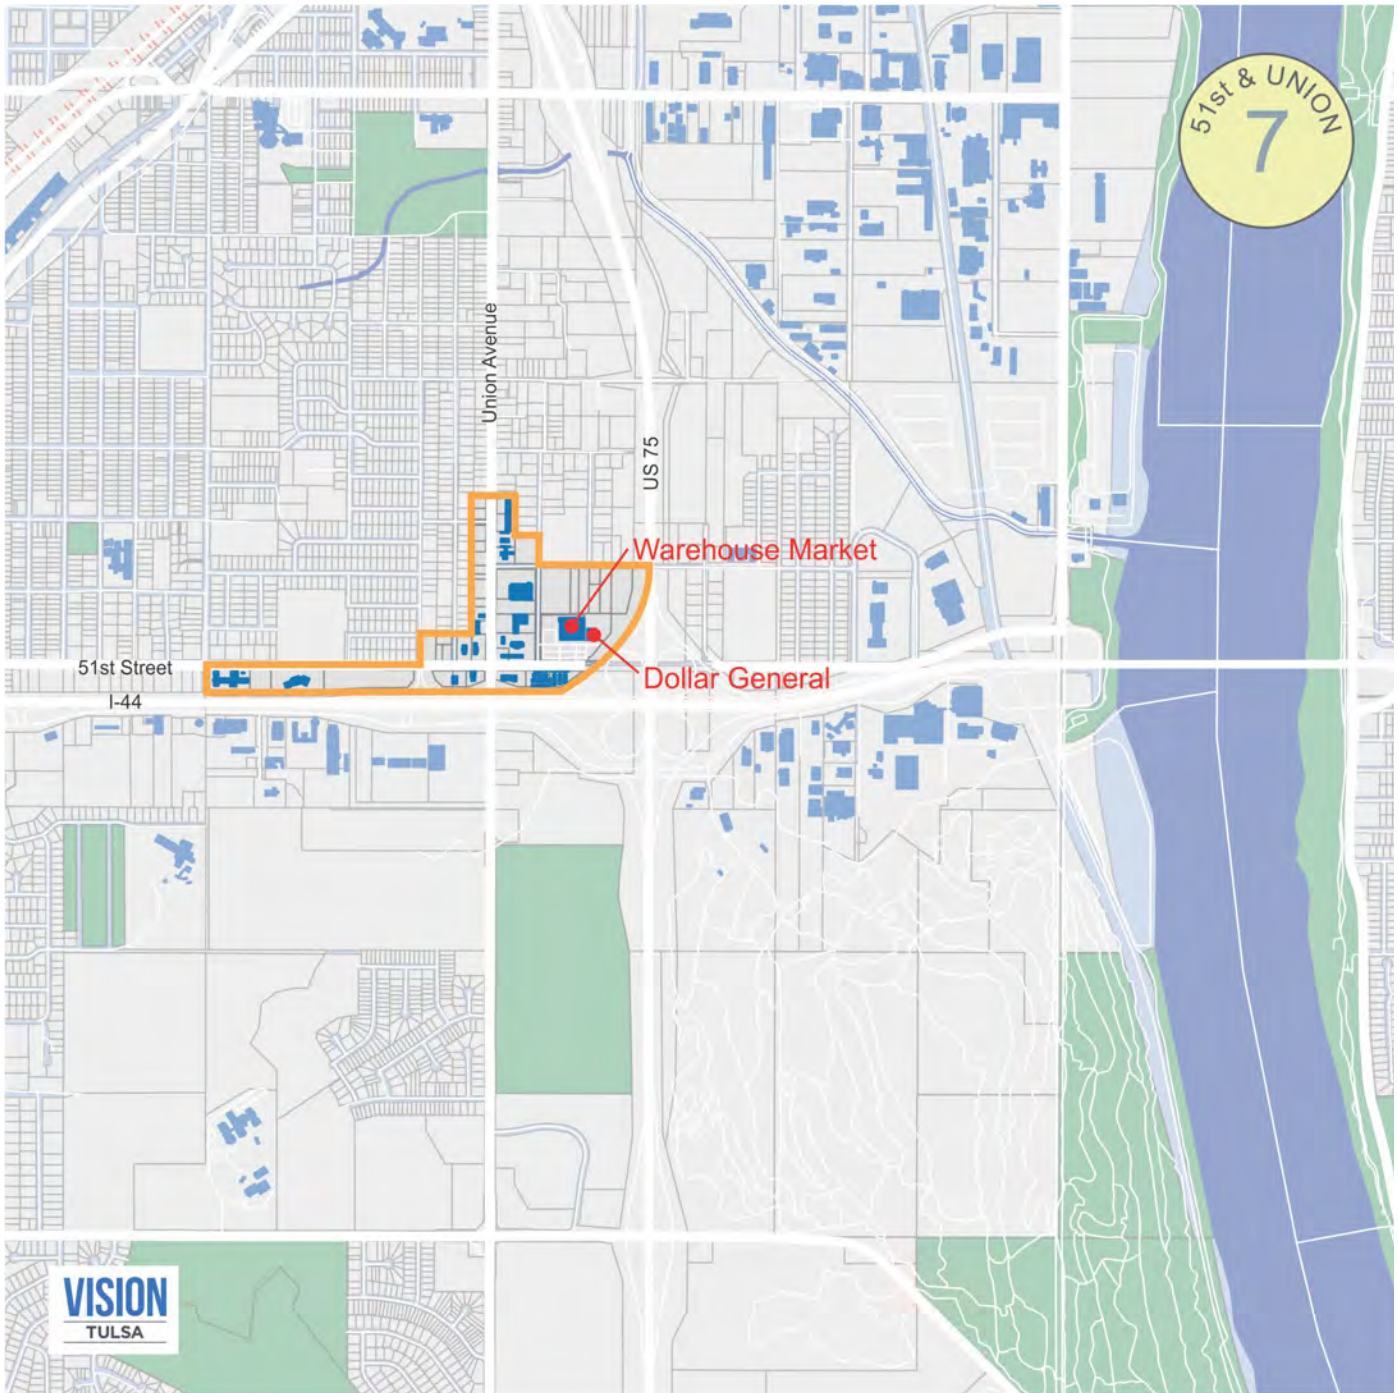 51st & UNION
7
Union Avenue
US 75
Warehouse Market
51st Street
Dollar General
I-44
VISION
TULSA